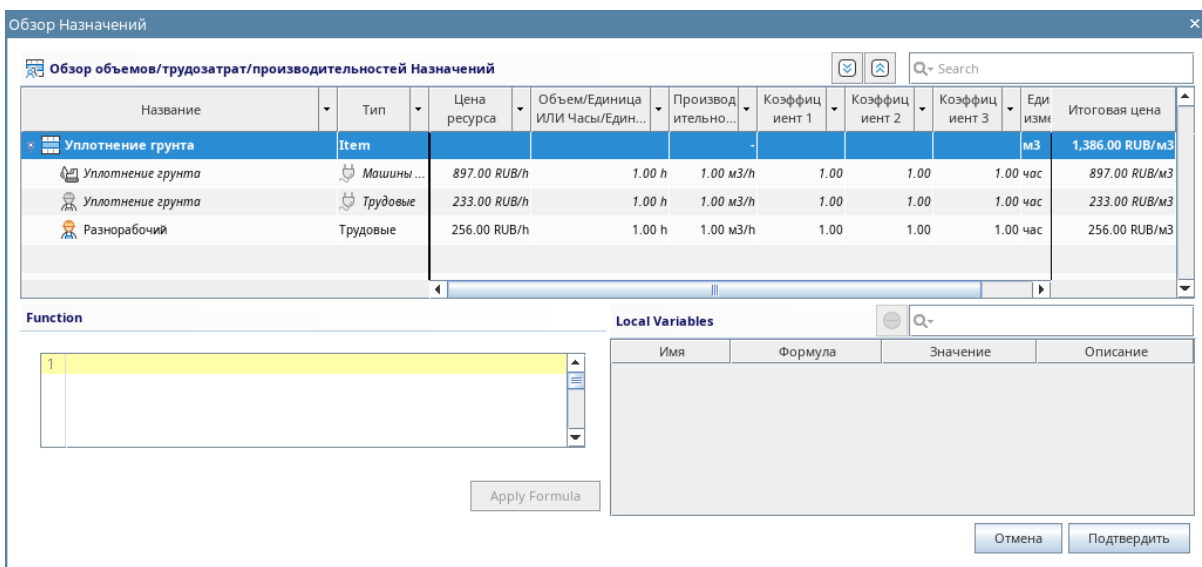 Обзор Назначений ×
Обзор объемов/трудозатрат/производительностей Назначений Search
Название Тип Цена ресурса Объем/Единица ИЛИ Часы/Един... Производ ительно... Коэффиц иент 1 Коэффиц иент 2 Коэффиц иент 3 Еди изме Итоговая цена
Уплотнение грунта Item - м3 1,386.00 RUB/м3
Уплотнение грунта Машины ... 897.00 RUB/h 1.00 h 1.00 м3/h 1.00 1.00 1.00 час 897.00 RUB/м3
Уплотнение грунта Трудовые 233.00 RUB/h 1.00 h 1.00 м3/h 1.00 1.00 1.00 час 233.00 RUB/м3
Разнорабочий Трудовые 256.00 RUB/h 1.00 h 1.00 м3/h 1.00 1.00 1.00 час 256.00 RUB/м3
Function
1
Apply Formula
Local Variables
Имя Формула Значение Описание
Отмена Подтвердить